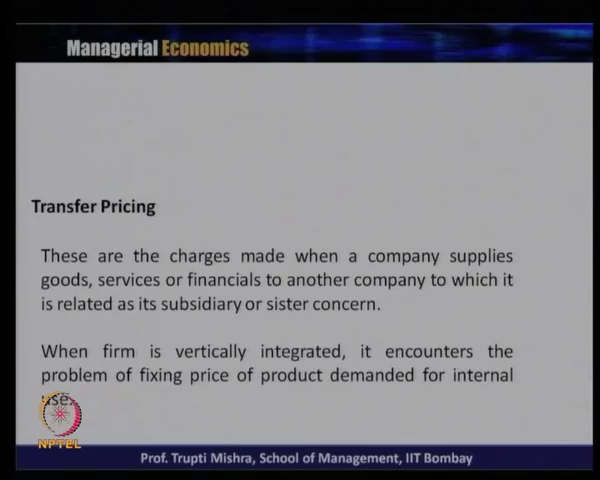 Managerial Economics
Transfer Pricing
These are the charges made when a company supplies
goods, services or financials to another company to which it
is related as its subsidiary or sister concern.
When firm is vertically integrated, it encounters the
problem of fixing price of product demanded for internal
use.
NPTEL
Prof. Trupti Mishra, School of Management, IIT Bombay